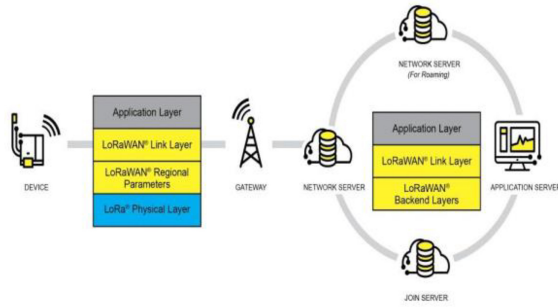 NETWORK SERVER
(For Roaming)
Application Layer
LoRaWAN® Link Layer
LoRaWAN® Regional
Parameters
LoRa® Physical Layer
Application Layer
LoRaWAN® Link Layer
LoRaWAN®
Backend Layers
DEVICE
GATEWAY
NETWORK SERVER
APPLICATION SERVER
JOIN SERVER